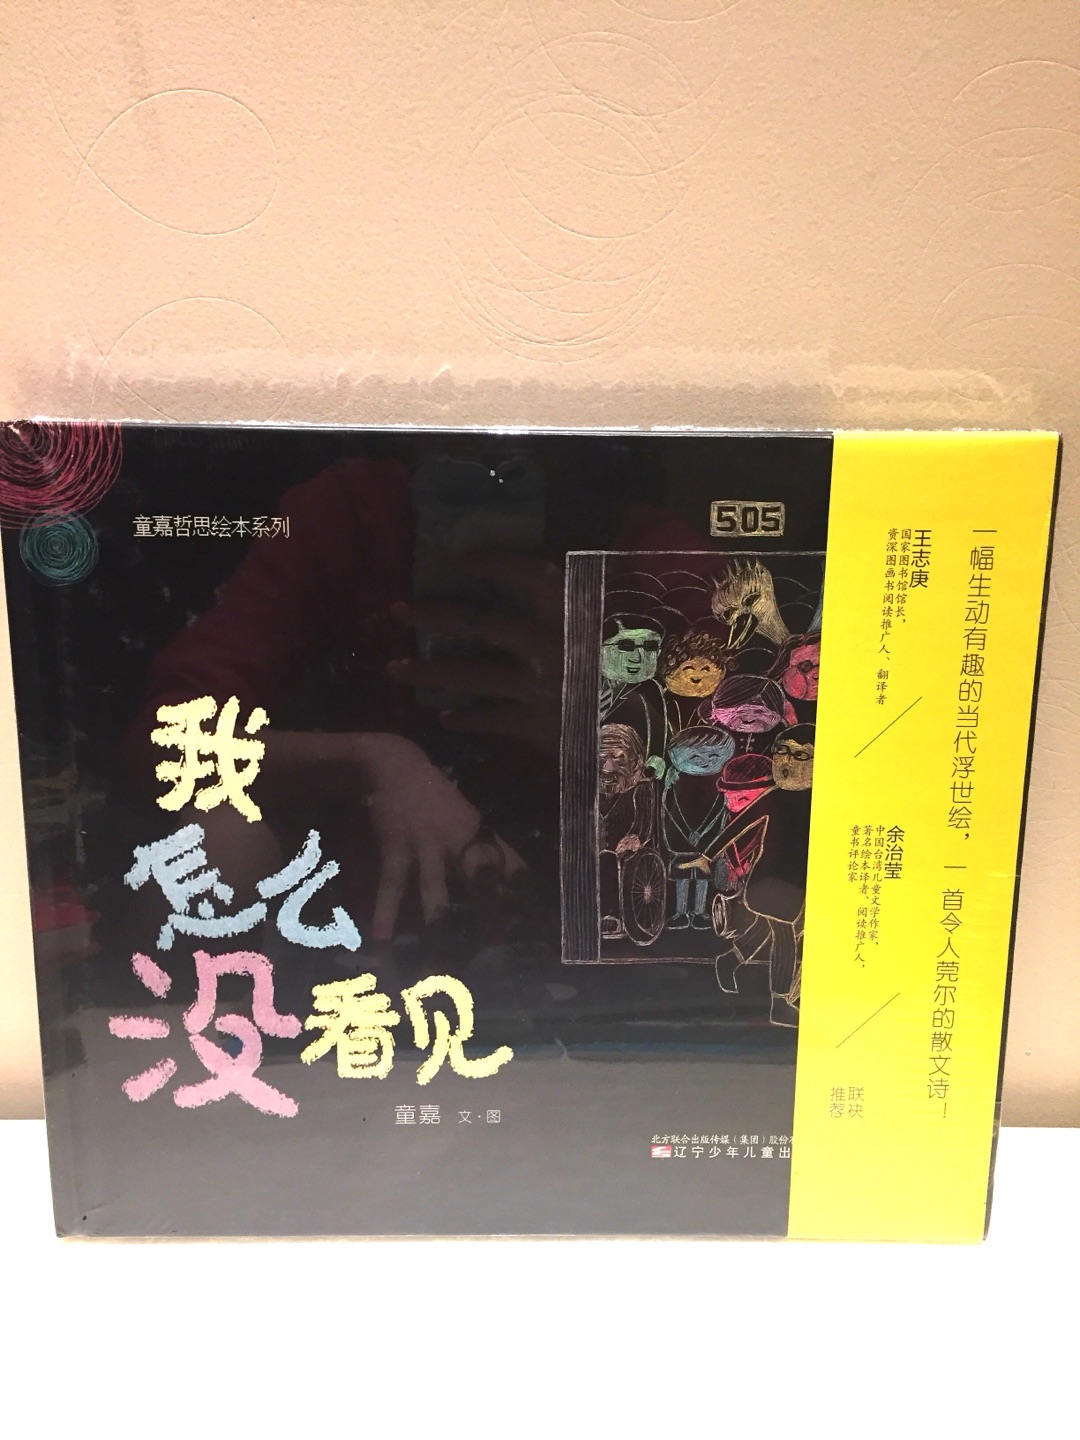 童嘉哲思绘本系列
505
我
怎么
没看见
童嘉 文·图
北方联合出版传媒（集团）股份
辽宁少年儿童出
一幅生动有趣的当代浮世绘，一首令人莞尔的散文诗！
王志庚
国家图书馆馆长，
资深图画书阅读推广人、翻译者
余治莹
中国台湾儿童文学作家，
著名绘本译者、阅读推广人，
童书评论家
联袂
推荐